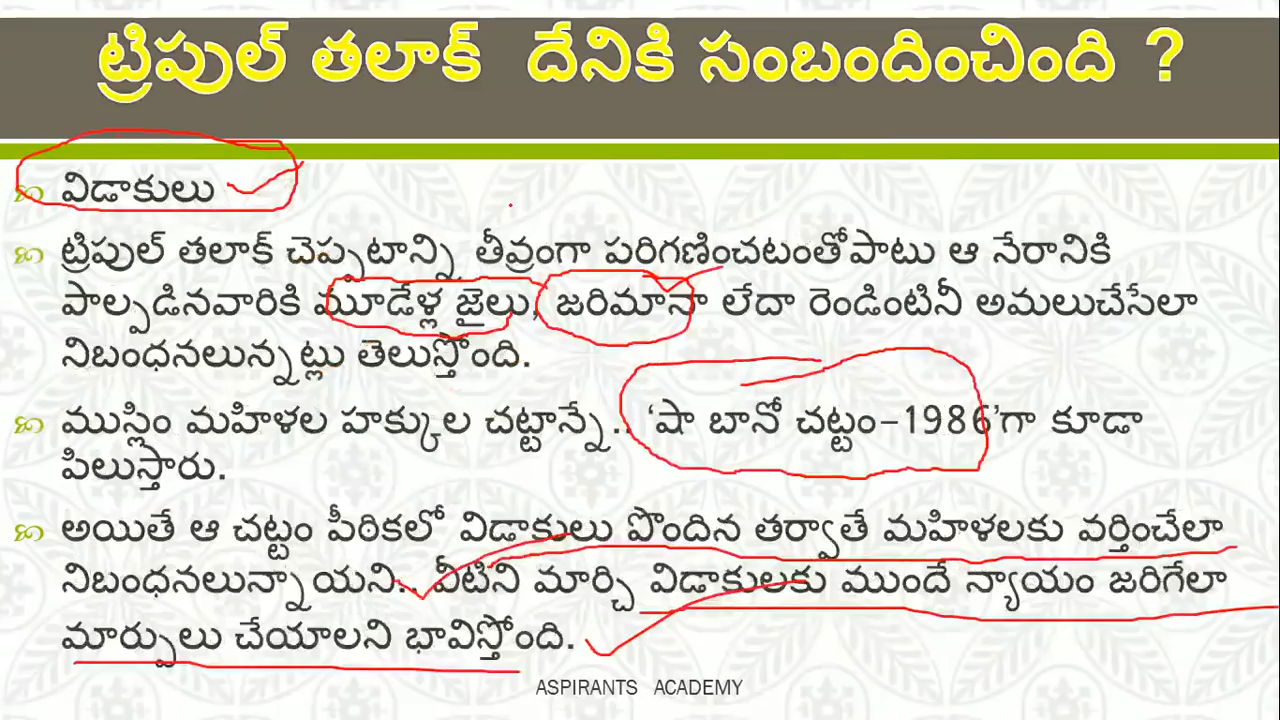 ట్రిపుల్ తలాక్ దేనికి సంబందించింది ?
విడాకులు
ట్రిపుల్ తలాక్ చెప్పటాన్ని తీవ్రంగా పరిగణించటంతోపాటు ఆ నేరానికి
పాల్పడినవారికి మూడేళ్ల జైలు, జరిమానా లేదా రెండింటినీ అమలుచేసేలా
నిబంధనలున్నట్లు తెలుస్తోంది.
ముస్లిం మహిళల హక్కుల చట్టాన్నే.. ‘షా బానో చట్టం-1986’గా కూడా
పిలుస్తారు.
అయితే ఆ చట్టం పీఠికలో విడాకులు పొందిన తర్వాతే మహిళలకు వర్తించేలా
నిబంధనలున్నాయని.. వీటిని మార్చి విడాకులకు ముందే న్యాయం జరిగేలా
మార్పులు చేయాలని భావిస్తోంది.
ASPIRANTS ACADEMY